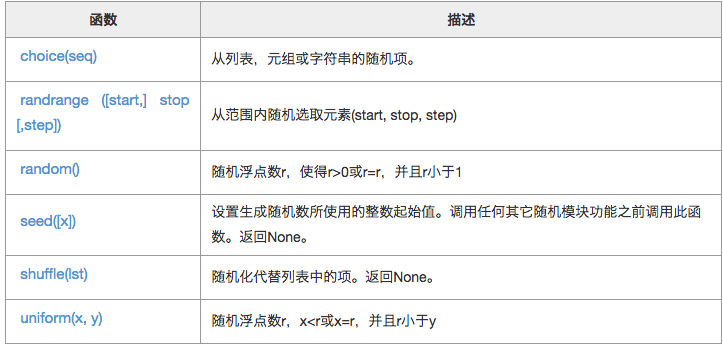 函数 描述
choice(seq) 从列表，元组或字符串的随机项。
randrange ([start,] stop
[,step]) 从范围内随机选取元素(start, stop, step)
random() 随机浮点数r，使得r>0或r=r，并且r小于1
seed([x]) 设置生成随机数所使用的整数起始值。调用任何其它随机模块功能之前调用此函
数。返回None。
shuffle(lst) 随机化代替列表中的项。返回None。
uniform(x, y) 随机浮点数r，x<r或x=r，并且r小于y